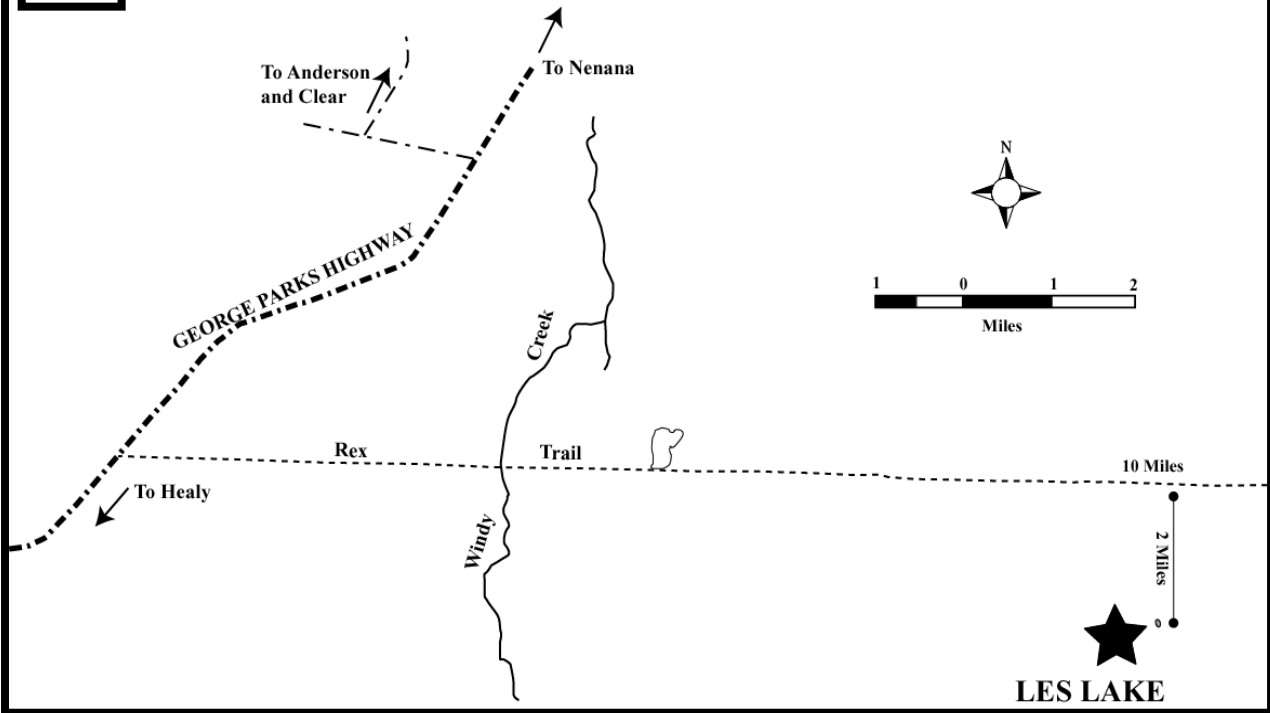 To Nenana
To Anderson
and Clear
N
GEORGE PARKS HIGHWAY
1 0 1 2
Miles
Creek
Rex Trail
10 Miles
To Healy
Windy
2 Miles
LES LAKE